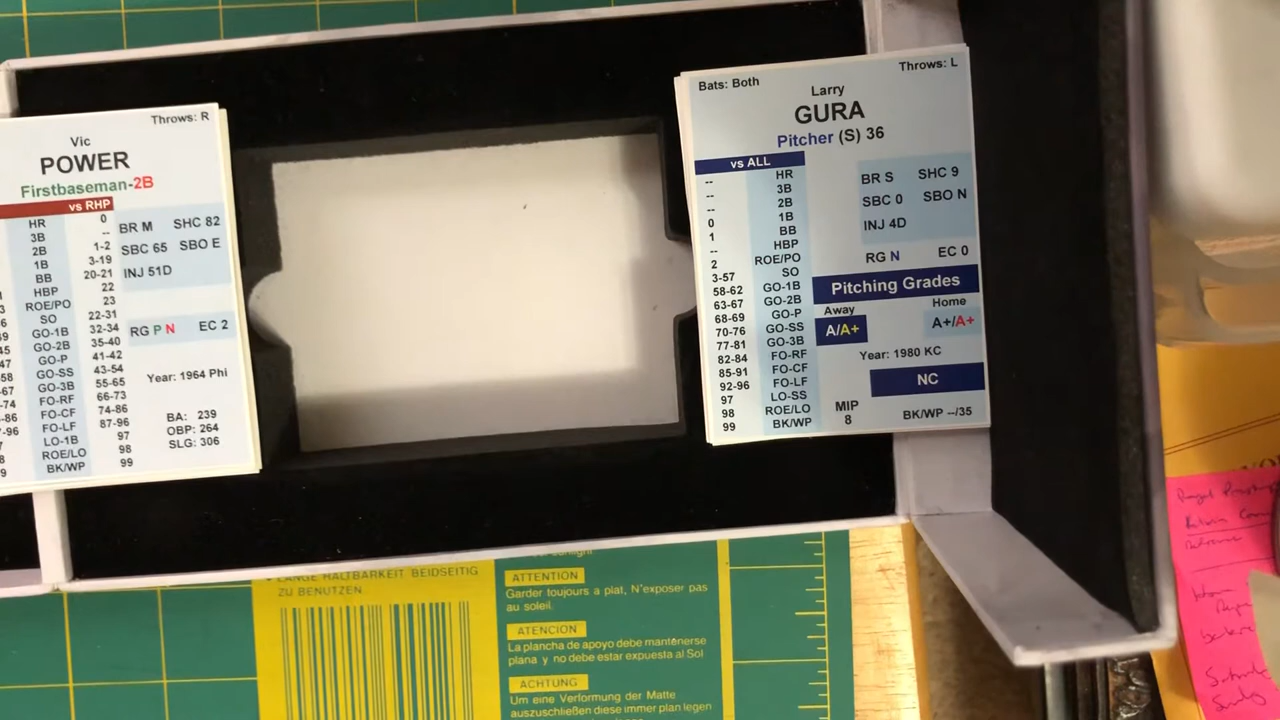 Throws: R
Vic
POWER
Firstbaseman-2B
vs RHP
HR 0
3B --
2B 1-2
1B 3-19
BB 20-21
HBP 22
ROE/PO 23
SO 22-31
GO-1B 32-34
GO-2B 35-40
GO-P 41-42
GO-SS 43-54
GO-3B 55-65
FO-RF 66-73
FO-CF 74-86
FO-LF 87-96
LO-1B 97
ROE/LO 98
BK/WP 99
BR M SHC 82
SBC 65 SBO E
INJ 51D
RG P N EC 2
Year: 1964 Phi
BA: 239
OBP: 264
SLG: 306
Bats: Both Throws: L
Larry
GURA
Pitcher (S) 36
vs ALL
-- HR
-- 3B
-- 2B
0 1B
1 BB
-- HBP
2 ROE/PO
3-57 SO
58-62 GO-1B
63-67 GO-2B
68-69 GO-P
70-76 GO-SS
77-81 GO-3B
82-84 FO-RF
85-91 FO-CF
92-96 FO-LF
97 LO-SS
98 ROE/LO
99 BK/WP
BR S SHC 9
SBC 0 SBO N
INJ 4D
RG N EC 0
Pitching Grades
Away Home
A/A+ A+/A+
Year: 1980 KC
NC
MIP
8
BK/WP --/35
LANGE HALTBARKEIT BEIDSEITIG
ZU BENUTZEN.
ATTENTION
Garder toujours a plat, N'exposer pas
au soleil.
ATENCION
La plancha de apoyo debe mantenerse
plana y no debe estar expuesta al Sol
ACHTÜNG
Um eine Verformung der Matte
auszuschließen diese immer plan legen